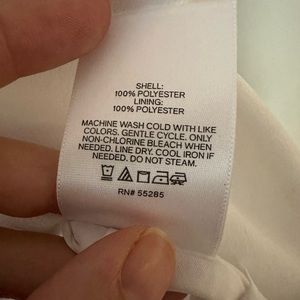 SHELL:
100% POLYESTER
LINING:
100% POLYESTER
MACHINE WASH COLD WITH LIKE
COLORS. GENTLE CYCLE. ONLY
NON-CHLORINE BLEACH WHEN
NEEDED. LINE DRY. COOL IRON IF
NEEDED. DO NOT STEAM.
RN# 55285